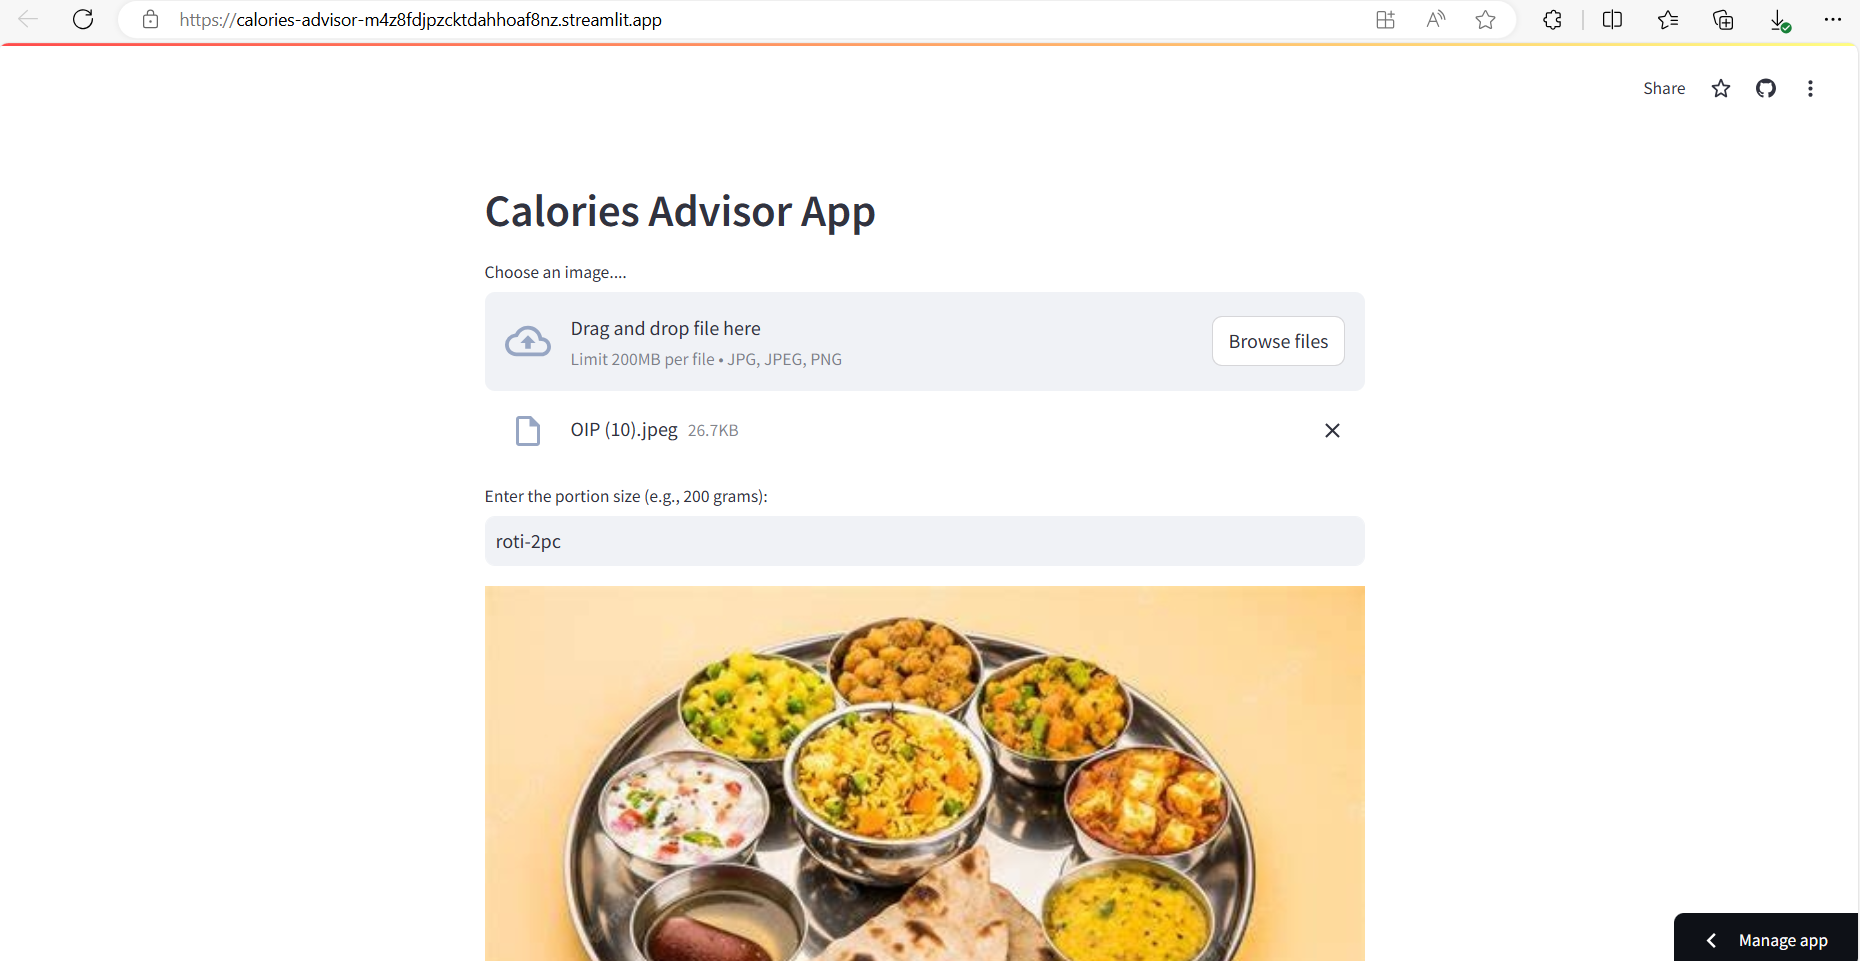 https://calories-advisor-m4z8fdjpzcktdahhoaf8nz.streamlit.app
Share
Calories Advisor App
Choose an image....
Drag and drop file here
Limit 200MB per file • JPG, JPEG, PNG
Browse files
OIP (10).jpeg 26.7KB
Enter the portion size (e.g., 200 grams):
roti-2pc
Manage app